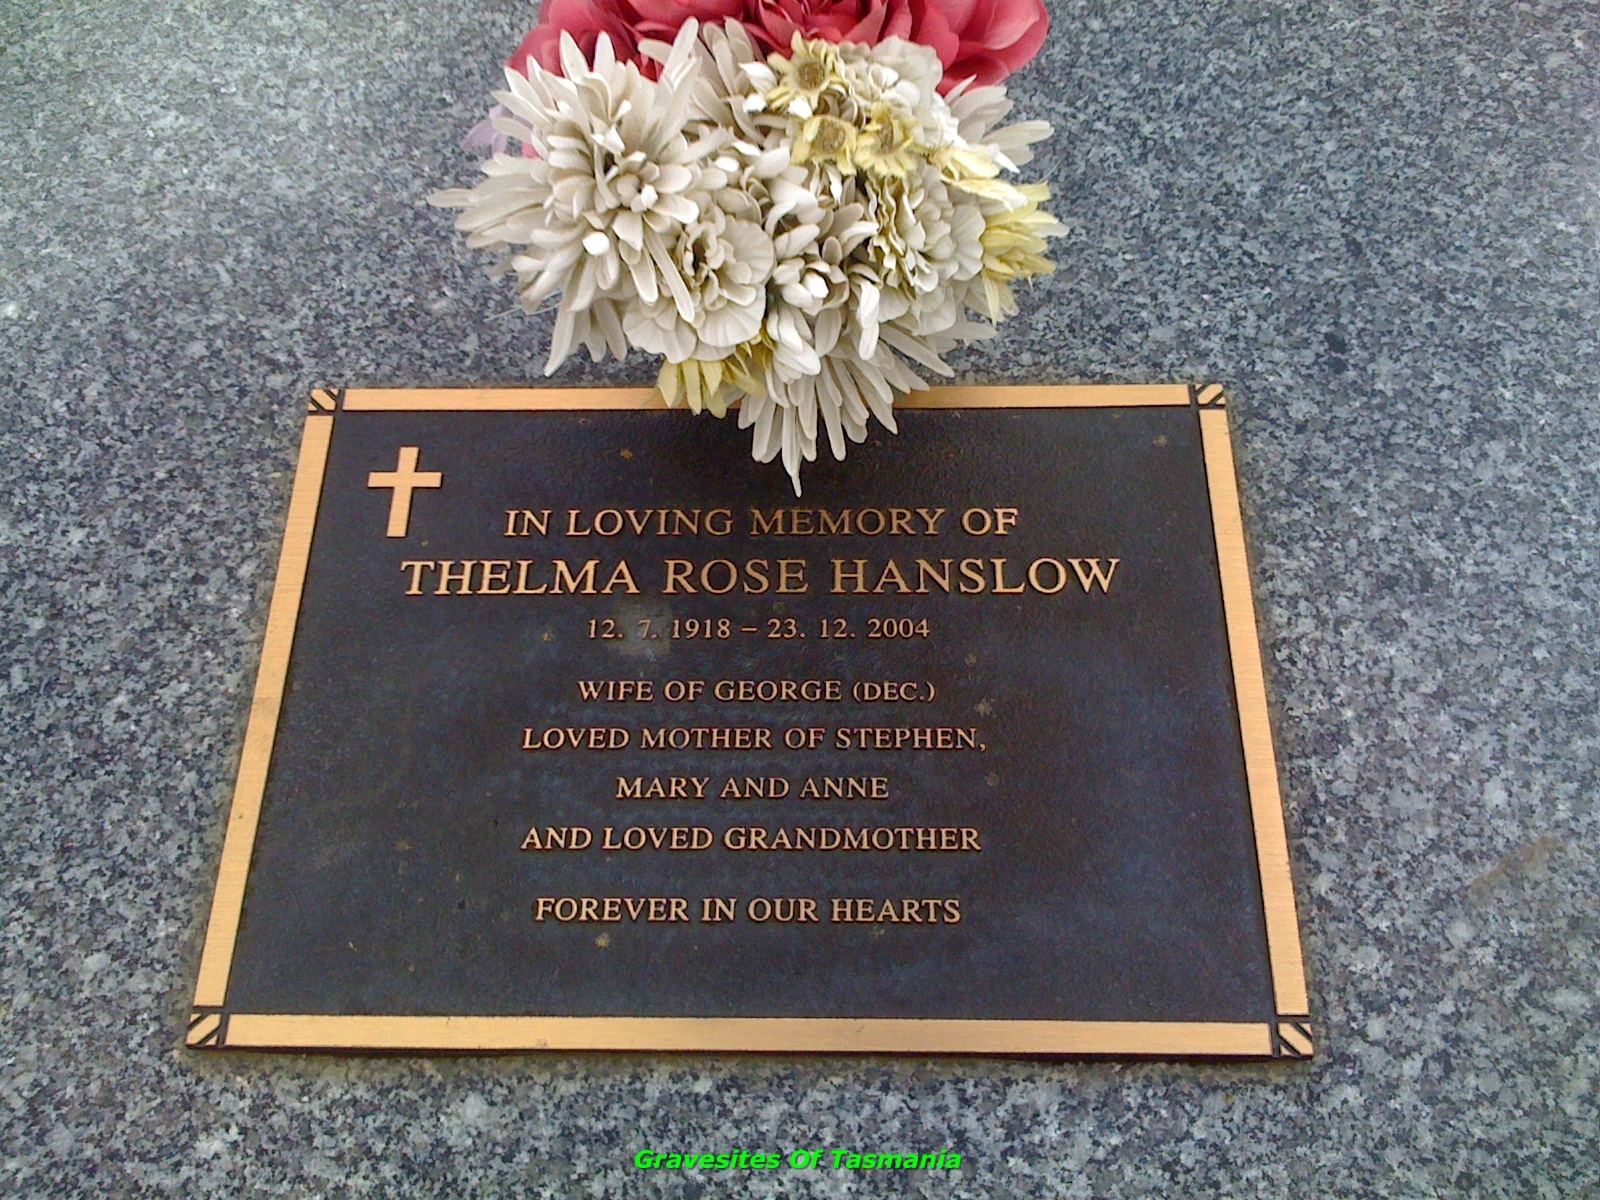 IN LOVING MEMORY OF
THELMA ROSE HANSLOW
12. 7. 1918 – 23. 12. 2004
WIFE OF GEORGE (DEC.)
LOVED MOTHER OF STEPHEN,
MARY AND ANNE
AND LOVED GRANDMOTHER
FOREVER IN OUR HEARTS
Gravesites Of Tasmania